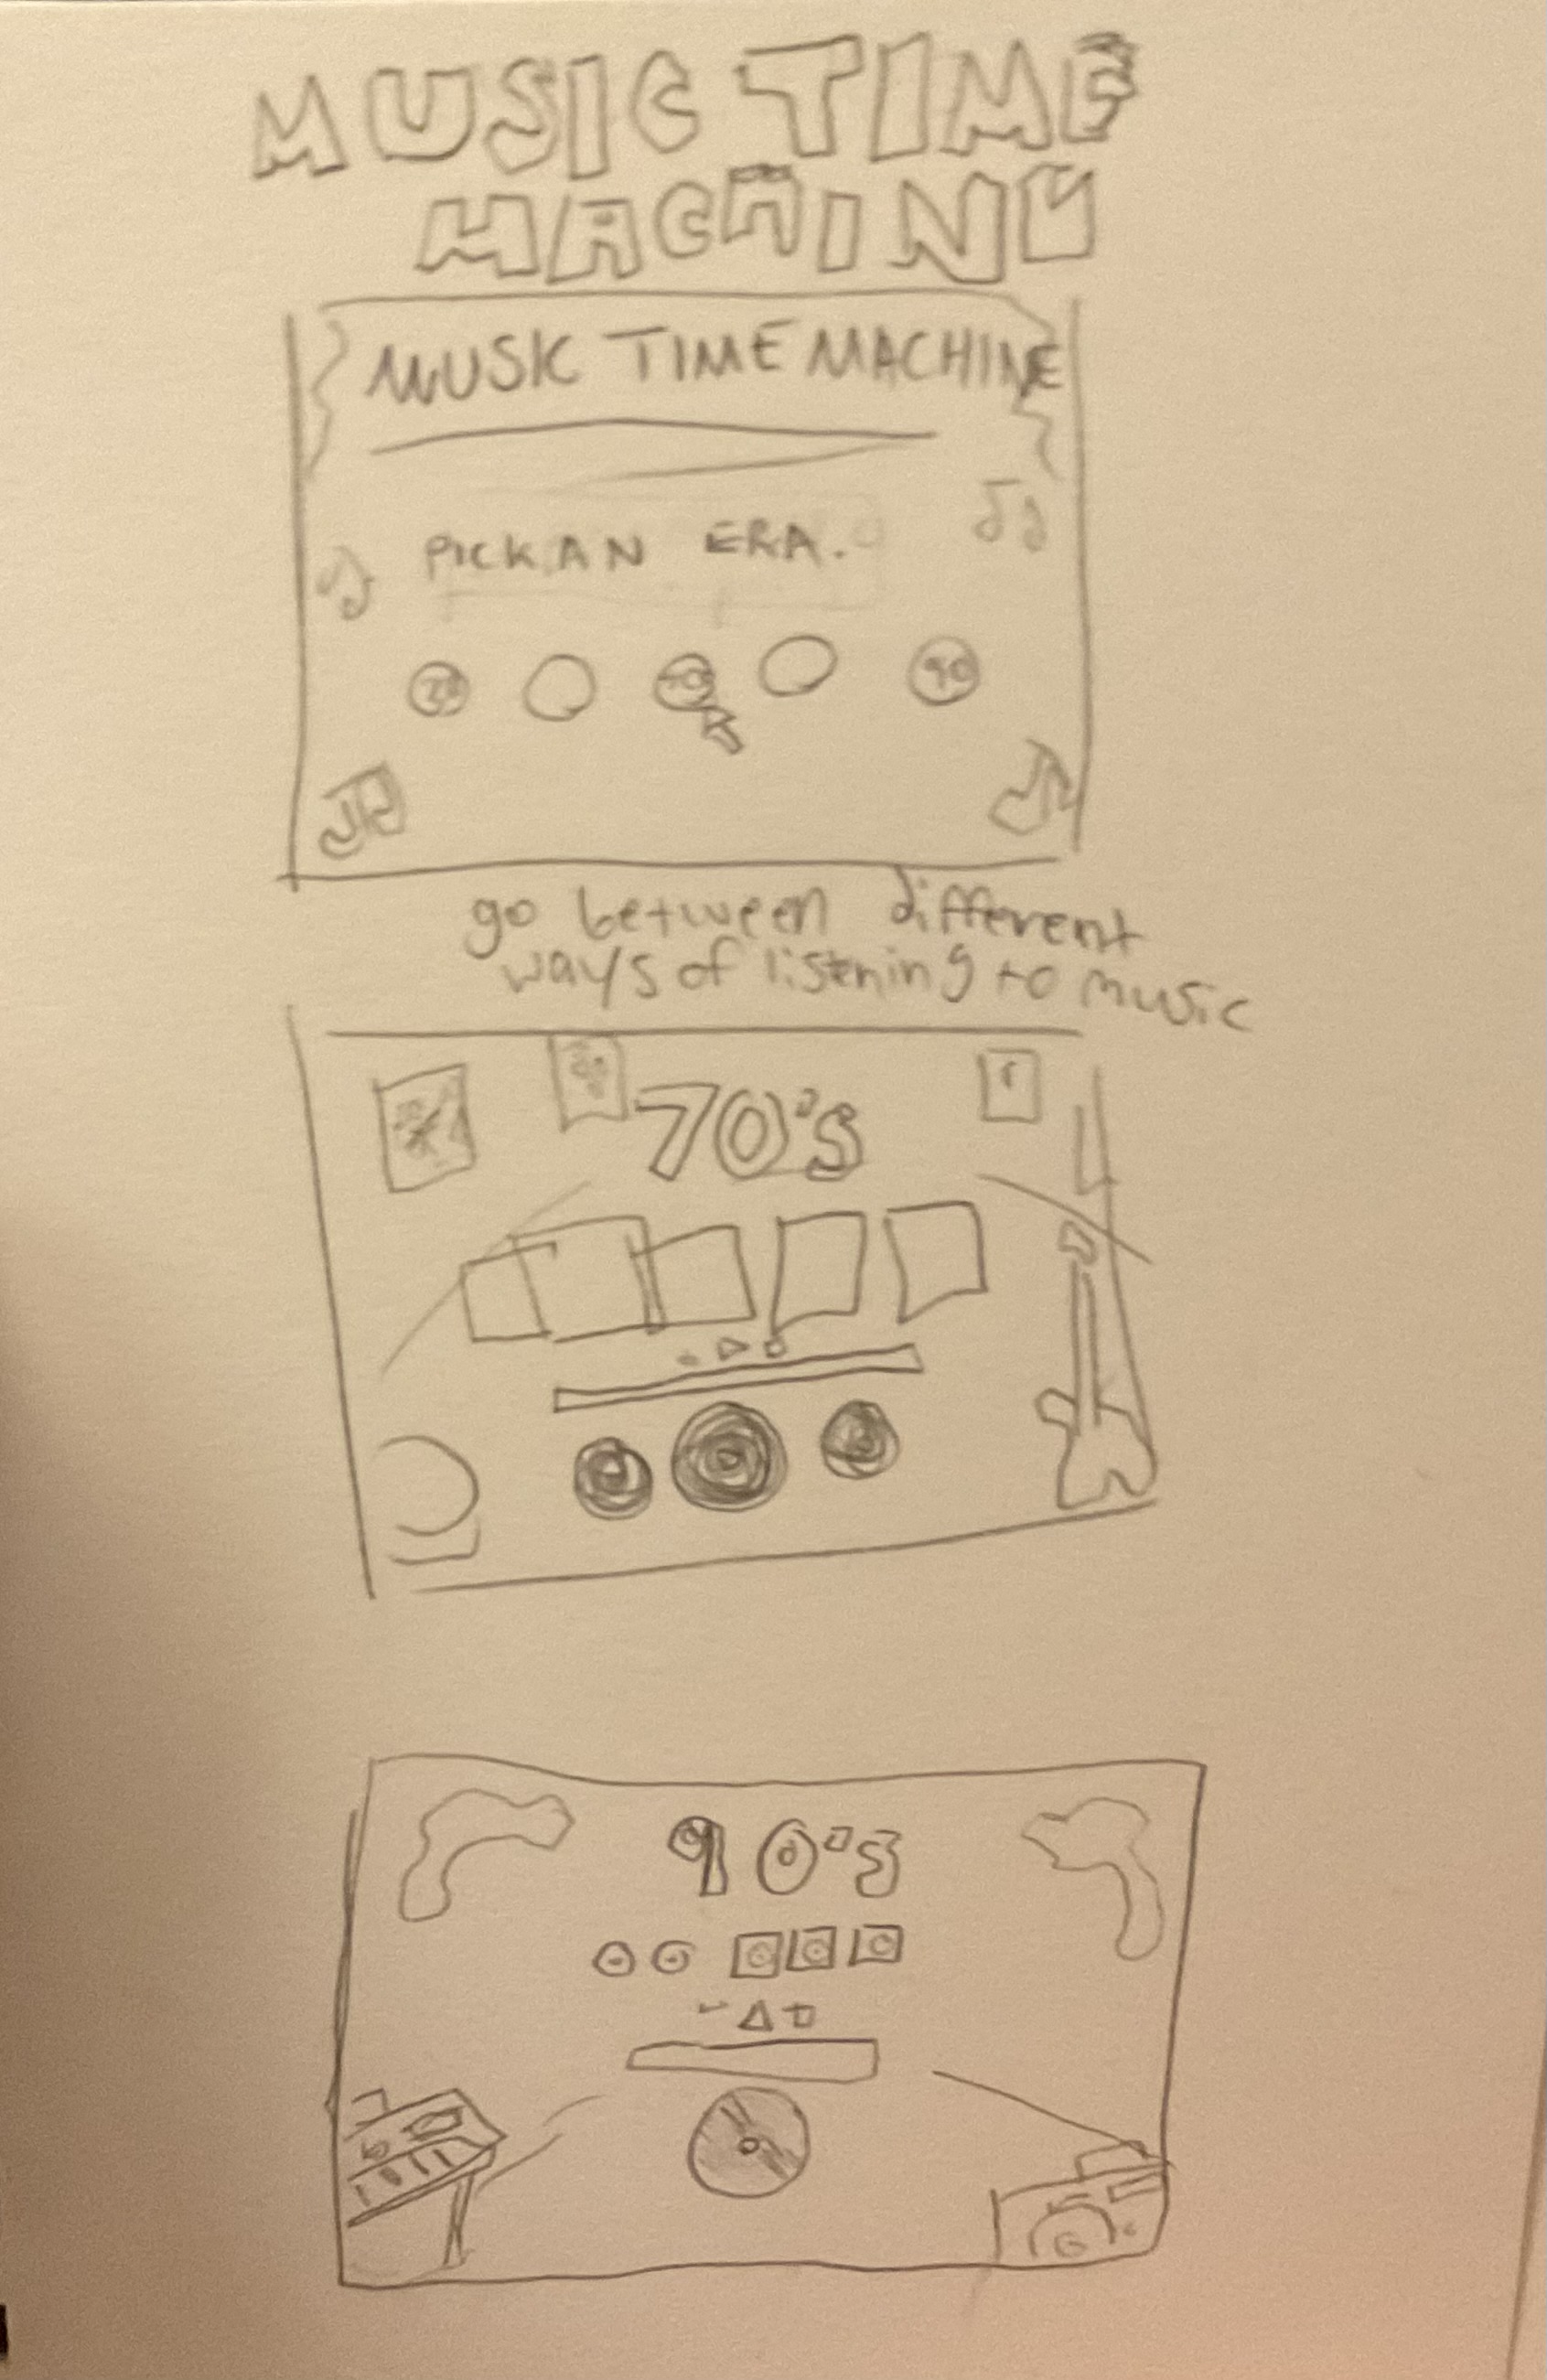 MUSIC TIME
MACHINE
MUSIC TIME MACHINE
PICK AN ERA.
90
go between different
ways of listening to music
70's
90's